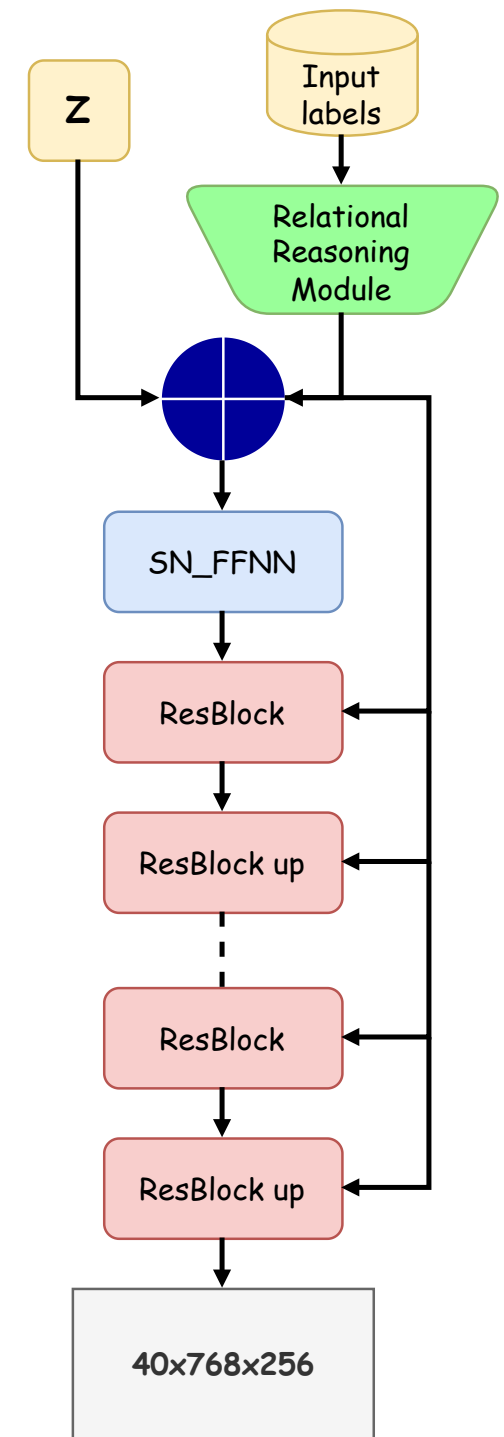 z
Input
labels
Relational
Reasoning
Module
SN_FFNN
ResBlock
ResBlock up
ResBlock
ResBlock up
40x768x256